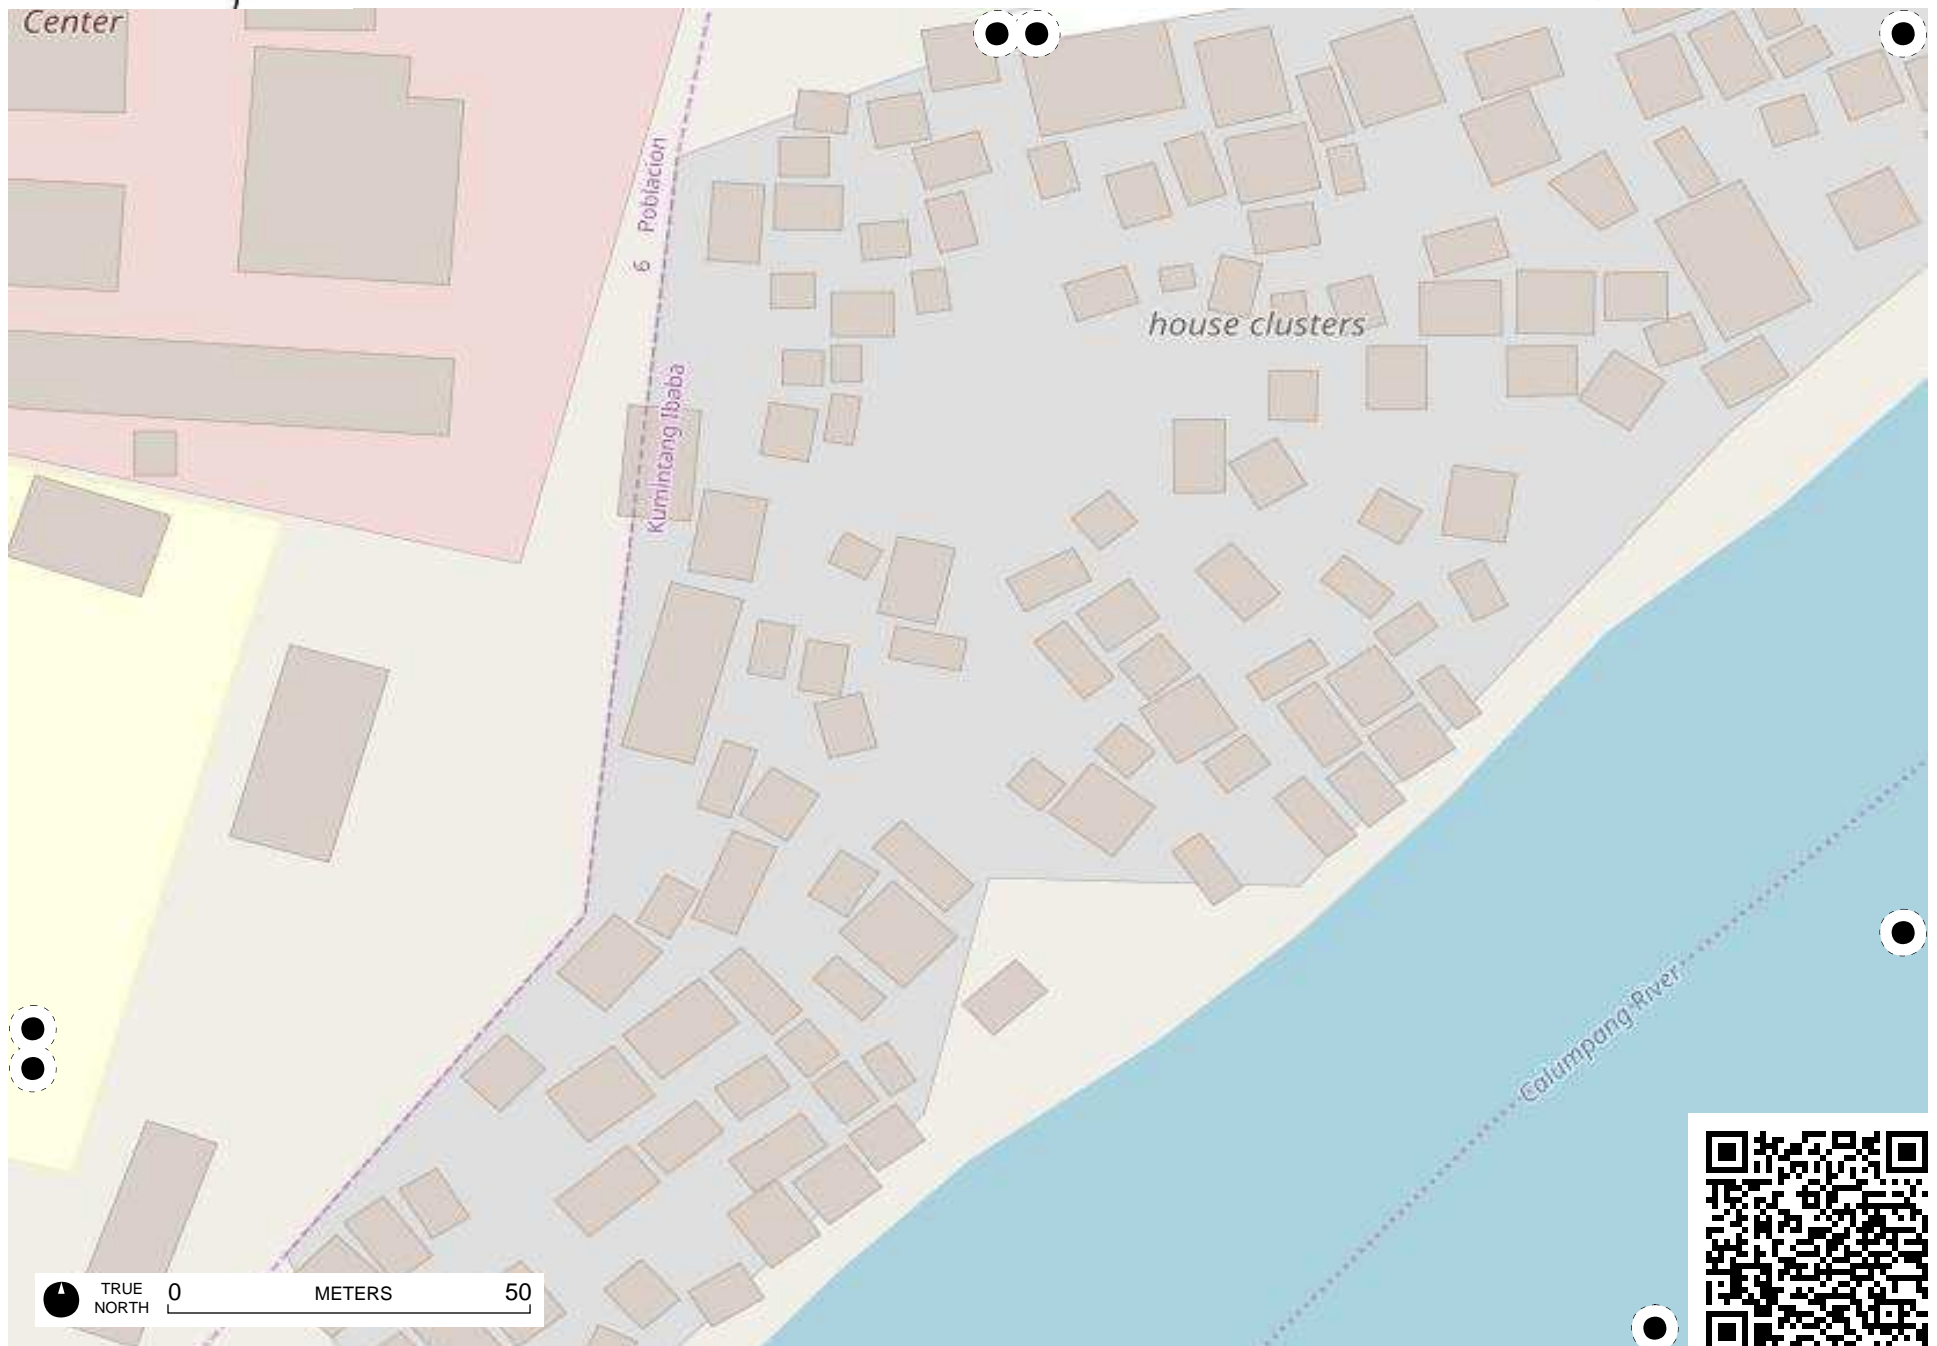 Center
6 Poblacion
Kumintang Ibaba
house clusters
Calumpang River
TRUE
NORTH
0 METERS 50